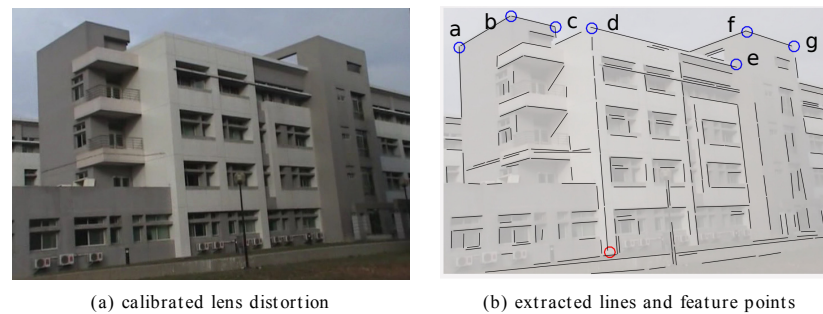 a
b
c
d
e
f
g
(a) calibrated lens distortion
(b) extracted lines and feature points